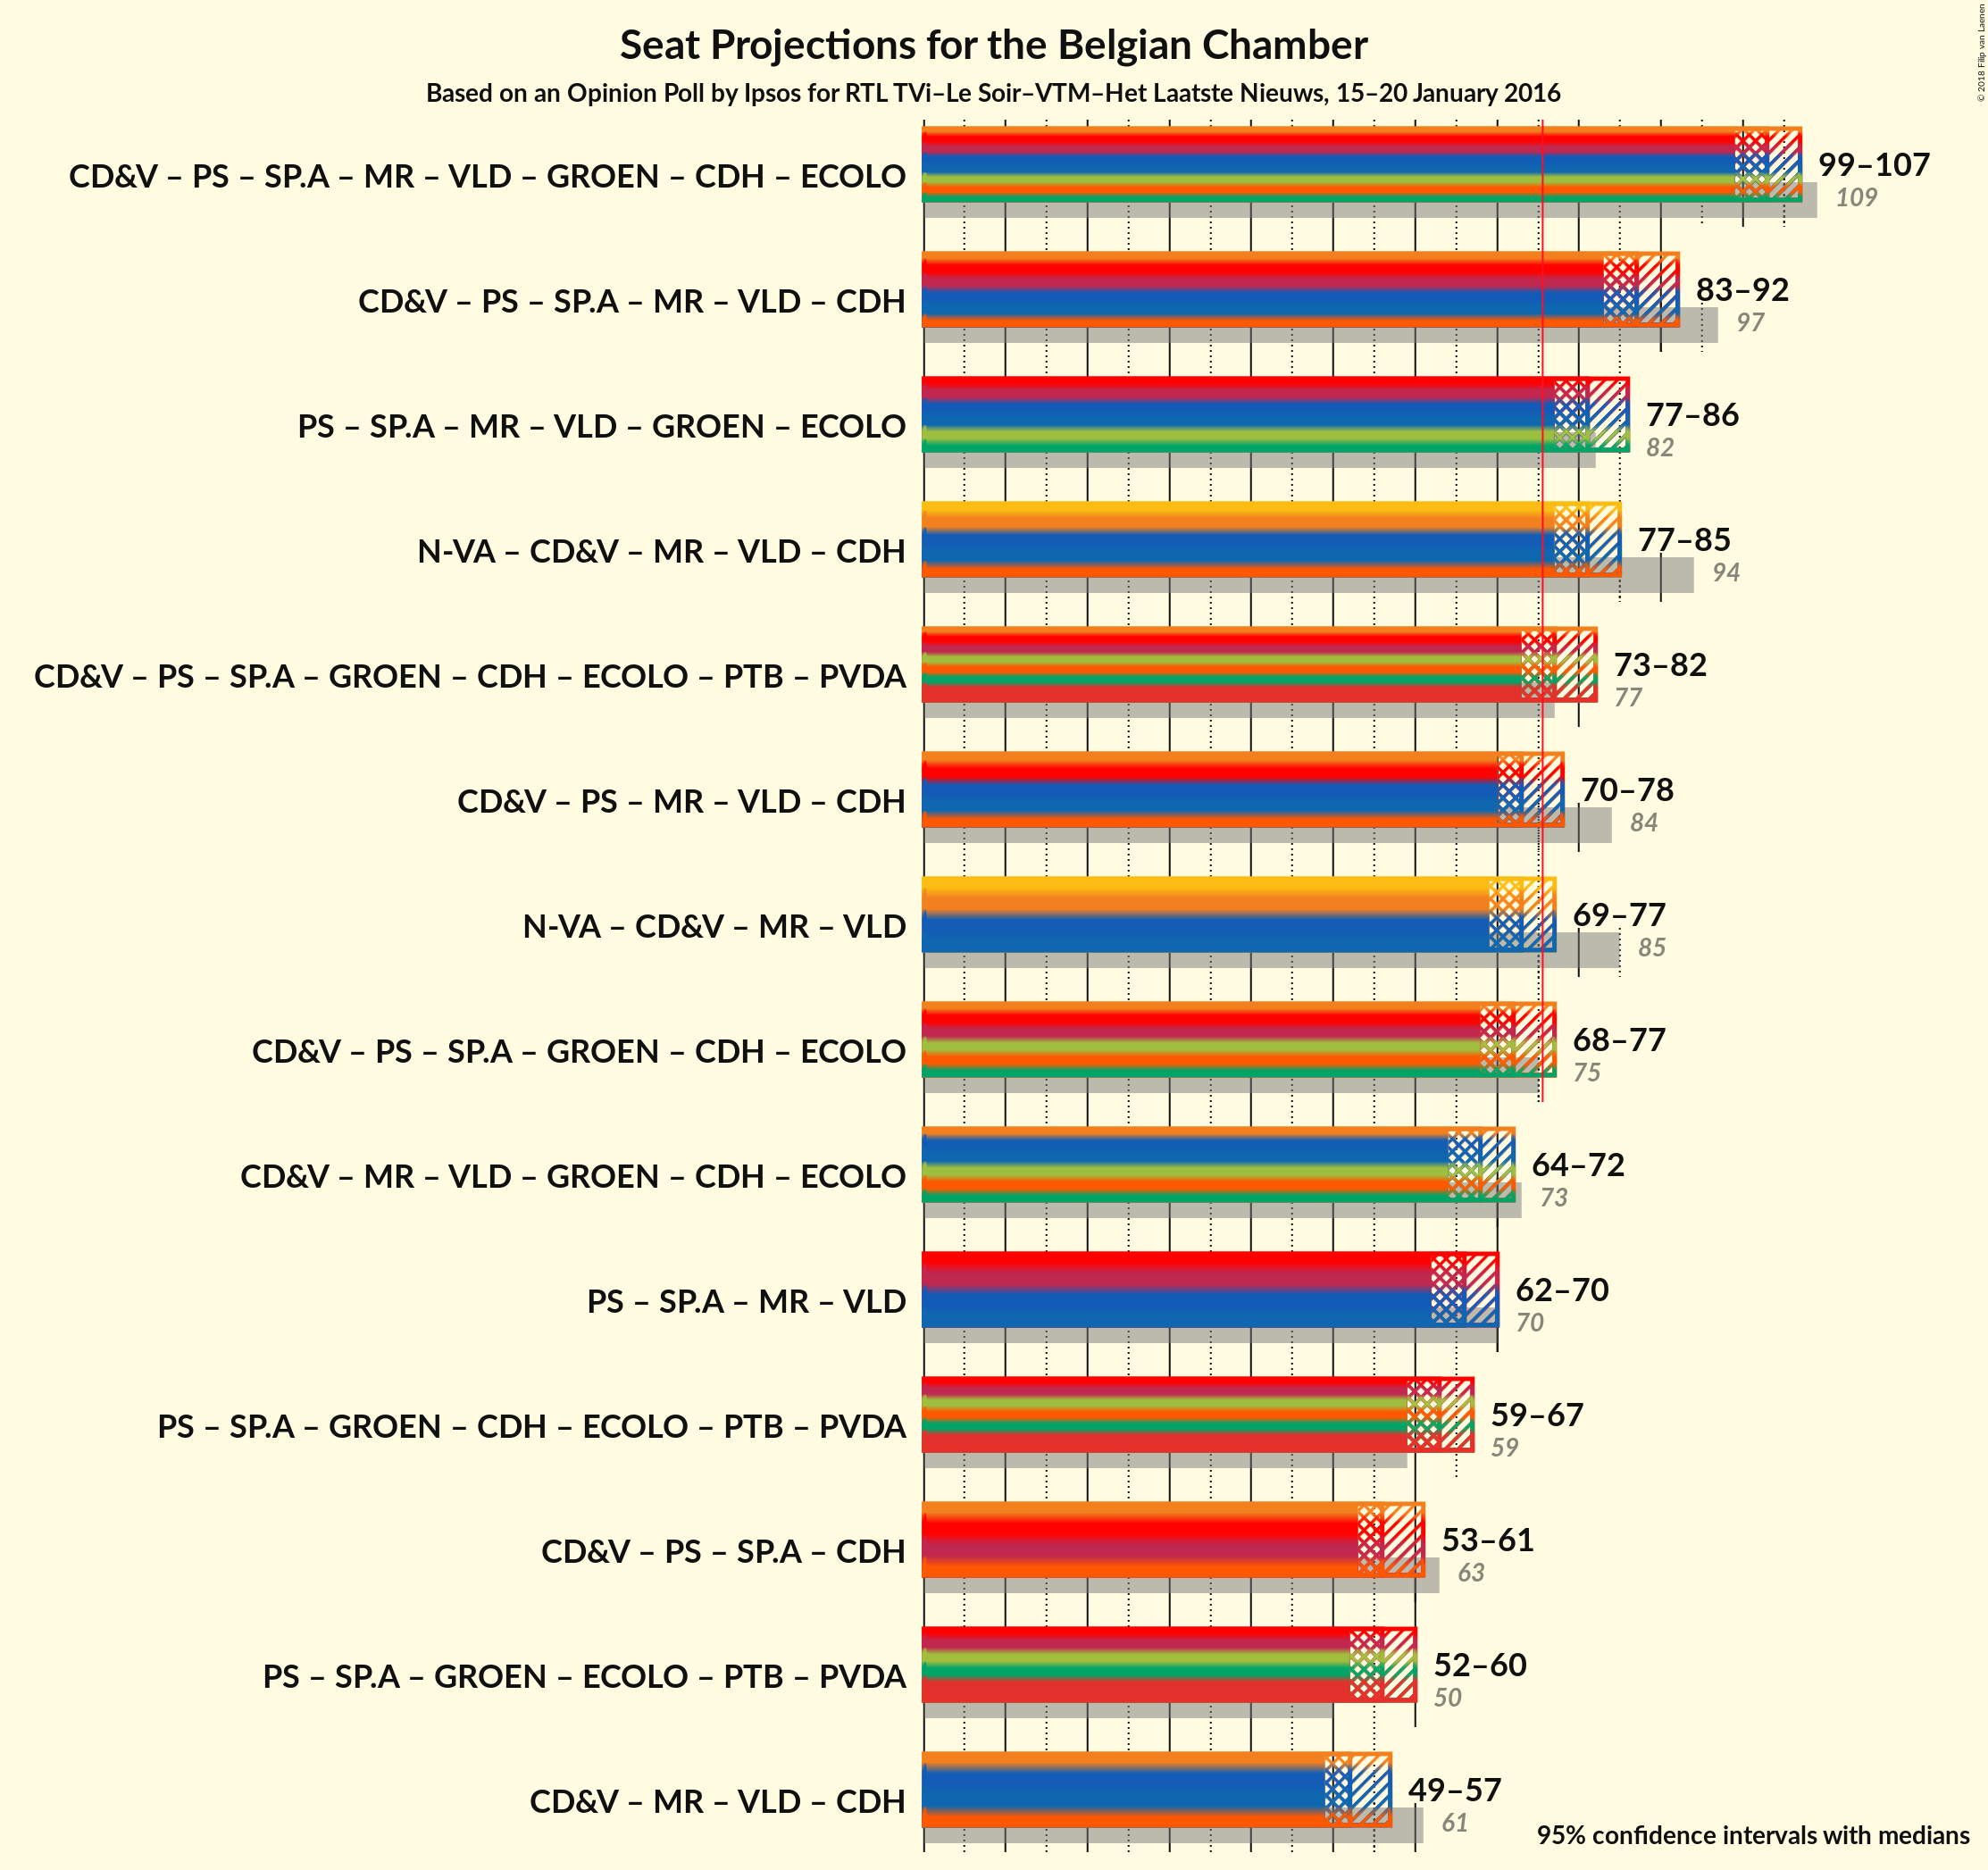 Seat Projections for the Belgian Chamber
Based on an Opinion Poll by Ipsos for RTL TVi–Le Soir–VTM–Het Laatste Nieuws, 15–20 January 2016
© 2018 Filip van Laenen
CD&V – PS – SP.A – MR – VLD – GROEN – CDH – ECOLO
99–107
109
CD&V – PS – SP.A – MR – VLD – CDH
83–92
97
PS – SP.A – MR – VLD – GROEN – ECOLO
77–86
82
N-VA – CD&V – MR – VLD – CDH
77–85
94
CD&V – PS – SP.A – GROEN – CDH – ECOLO – PTB – PVDA
73–82
77
CD&V – PS – MR – VLD – CDH
70–78
84
N-VA – CD&V – MR – VLD
69–77
85
CD&V – PS – SP.A – GROEN – CDH – ECOLO
68–77
75
CD&V – MR – VLD – GROEN – CDH – ECOLO
64–72
73
PS – SP.A – MR – VLD
62–70
70
PS – SP.A – GROEN – CDH – ECOLO – PTB – PVDA
59–67
59
CD&V – PS – SP.A – CDH
53–61
63
PS – SP.A – GROEN – ECOLO – PTB – PVDA
52–60
50
CD&V – MR – VLD – CDH
49–57
61
95% confidence intervals with medians